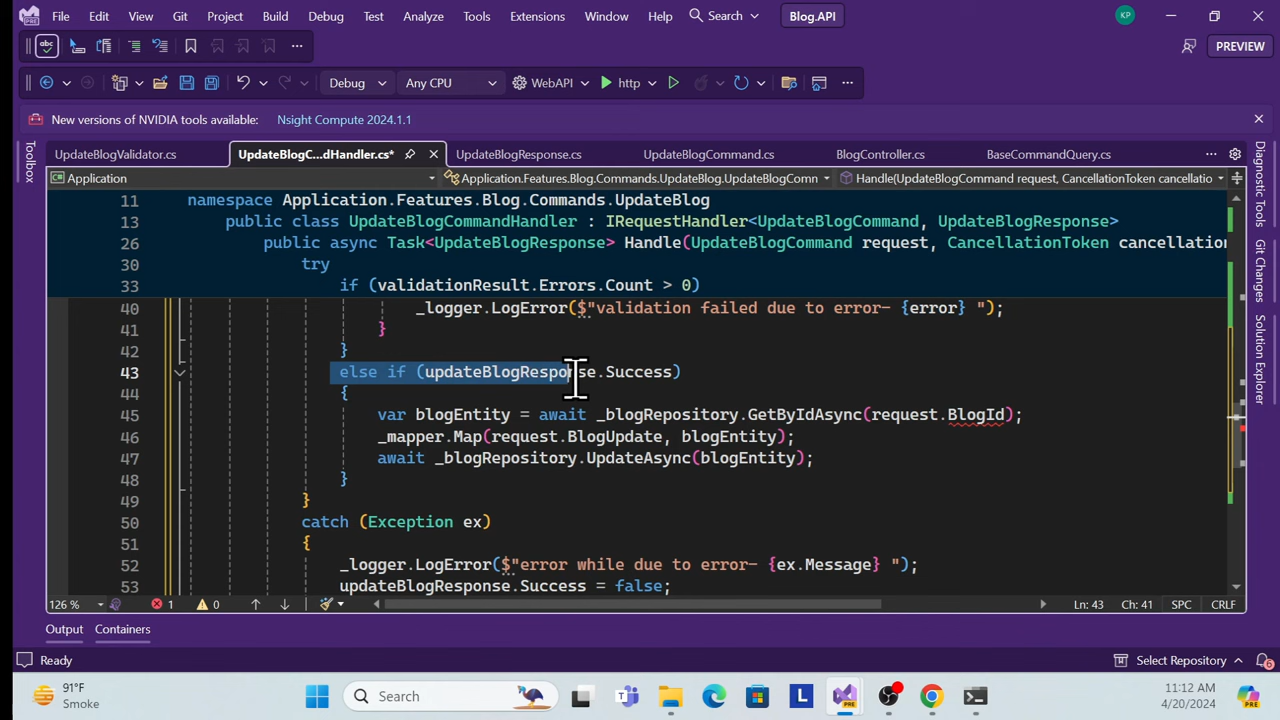 File Edit View Git Project Build Debug Test Analyze Tools Extensions Window Help Search Blog.API KP
abc PREVIEW
Debug Any CPU WebAPI http
New versions of NVIDIA tools available: Nsight Compute 2024.1.1
Toolbox
UpdateBlogValidator.cs UpdateBlogC...dHandler.cs* UpdateBlogResponse.cs UpdateBlogCommand.cs BlogController.cs BaseCommandQuery.cs
Application Application.Features.Blog.Commands.UpdateBlog.UpdateBlogComn Handle(UpdateBlogCommand request, CancellationToken cancellatio
11 namespace Application.Features.Blog.Commands.UpdateBlog
13 public class UpdateBlogCommandHandler : IRequestHandler<UpdateBlogCommand, UpdateBlogResponse>
26 public async Task<UpdateBlogResponse> Handle(UpdateBlogCommand request, CancellationToken cancellation
30 try
33 if (validationResult.Errors.Count > 0)
40 _logger.LogError($"validation failed due to error- {error} ");
41 }
42 }
43 else if (updateBlogResponse.Success)
44 {
45 var blogEntity = await _blogRepository.GetByIdAsync(request.BlogId);
46 _mapper.Map(request.BlogUpdate, blogEntity);
47 await _blogRepository.UpdateAsync(blogEntity);
48 }
49 }
50 catch (Exception ex)
51 {
52 _logger.LogError($"error while due to error- {ex.Message} ");
53 updateBlogResponse.Success = false;
Diagnostic Tools
Git Changes
Solution Explorer
126 % 1 0 Ln: 43 Ch: 41 SPC CRLF
Output Containers
Ready Select Repository 6
91°F
Smoke
Search
11:12 AM
4/20/2024